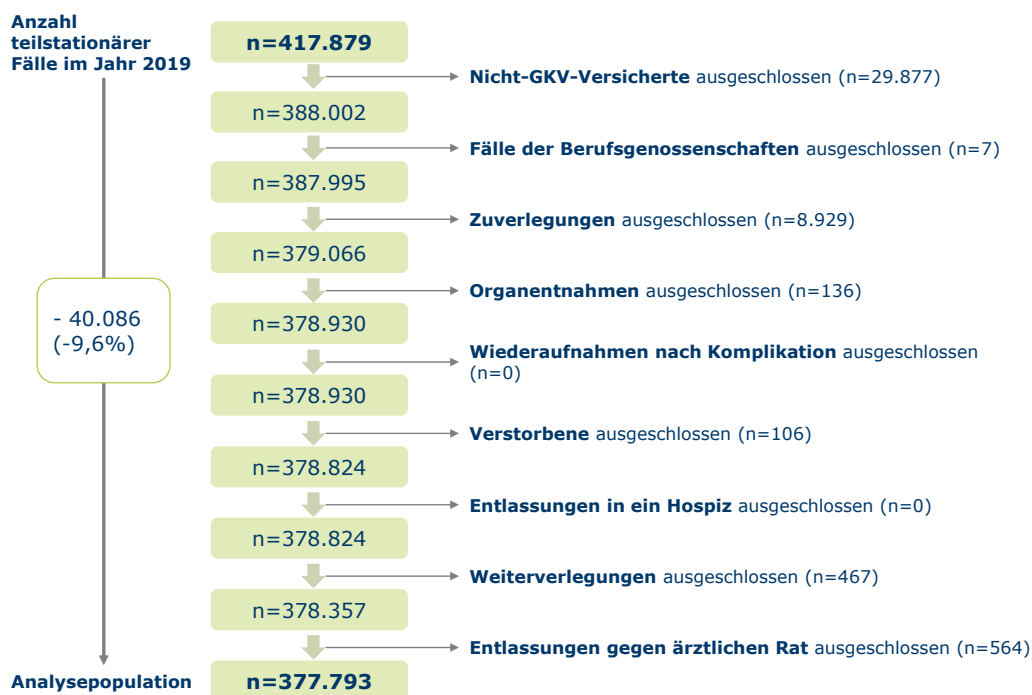 Anzahl
teilstationärer
Fälle im Jahr 2019
n=417.879
Nicht-GKV-Versicherte ausgeschlossen (n=29.877)
n=388.002
Fälle der Berufsgenossenschaften ausgeschlossen (n=7)
n=387.995
Zuverlegungen ausgeschlossen (n=8.929)
n=379.066
Organentnahmen ausgeschlossen (n=136)
n=378.930
- 40.086
(-9,6%)
Wiederaufnahmen nach Komplikation ausgeschlossen
(n=0)
n=378.930
Verstorbene ausgeschlossen (n=106)
n=378.824
Entlassungen in ein Hospiz ausgeschlossen (n=0)
n=378.824
Weiterverlegungen ausgeschlossen (n=467)
n=378.357
Entlassungen gegen ärztlichen Rat ausgeschlossen (n=564)
Analysepopulation
n=377.793